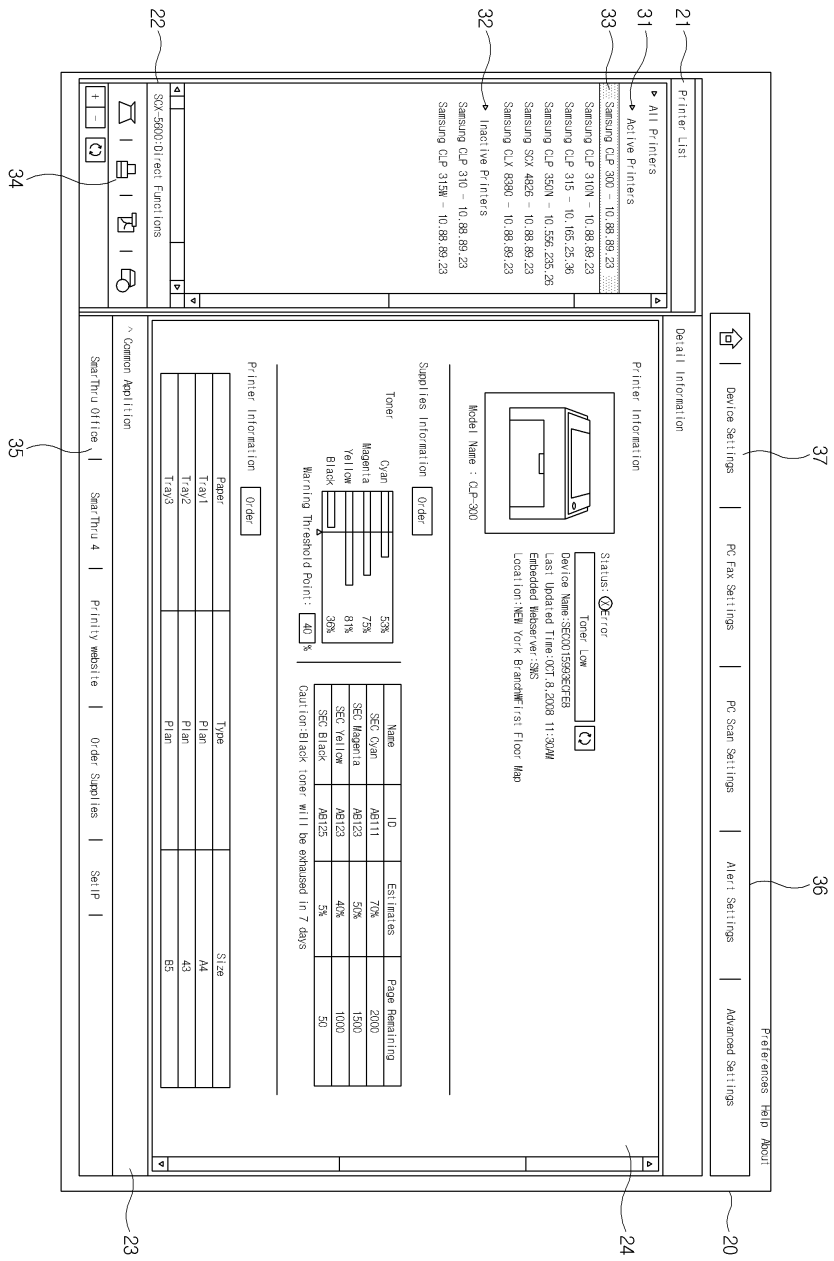 20
Preferences Help About
36
37
Device Settings | PC Fax Settings | PC Scan Settings | Alert Settings | Advanced Settings
21
Printer List
31
33
32
All Printers
Active Printers
Samsung CLP 300 - 10.88.89.23
Samsung CLP 310N - 10.88.89.23
Samsung CLP 315 - 10.165.25.36
Samsung CLP 350N - 10.556.235.26
Samsung SCX 4826 - 10.88.89.23
Samsung CLX 8380 - 10.88.89.23
Inactive Printers
Samsung CLP 310 - 10.88.89.23
Samsung CLP 315W - 10.88.89.23
22
SCX-5600:Direct Functions
34
+ -
Detail Information
24
Printer Information
Model Name : CLP-300
Status: X Error
Toner Low
Device Name:SEC0015993ECFE8
Last Updated Time:OCT.8,2008 11:30AM
Embedded Webserver:SWS
Location:NEW York Branch₩First Floor Map
Supplies Information Order
Toner
Cyan 53%
Magenta 75%
Yellow 81%
Black 36%
Warning Threshold Point: 40 %
Name ID Estimates Page Remaining
SEC Cyan AB111 70% 2000
SEC Magenta AB123 50% 1500
SEC Yellow AB123 40% 1000
SEC Black AB125 5% 50
Caution:Black toner will be exhaused in 7 days
Printer Information Order
Paper Type Size
Tray1 Plan A4
Tray2 Plan 43
Tray3 Plan B5
^ Common Applition
23
SmarThru Office | SmarThru 4 | Prinity website | Order Supplies | SetIP |
35